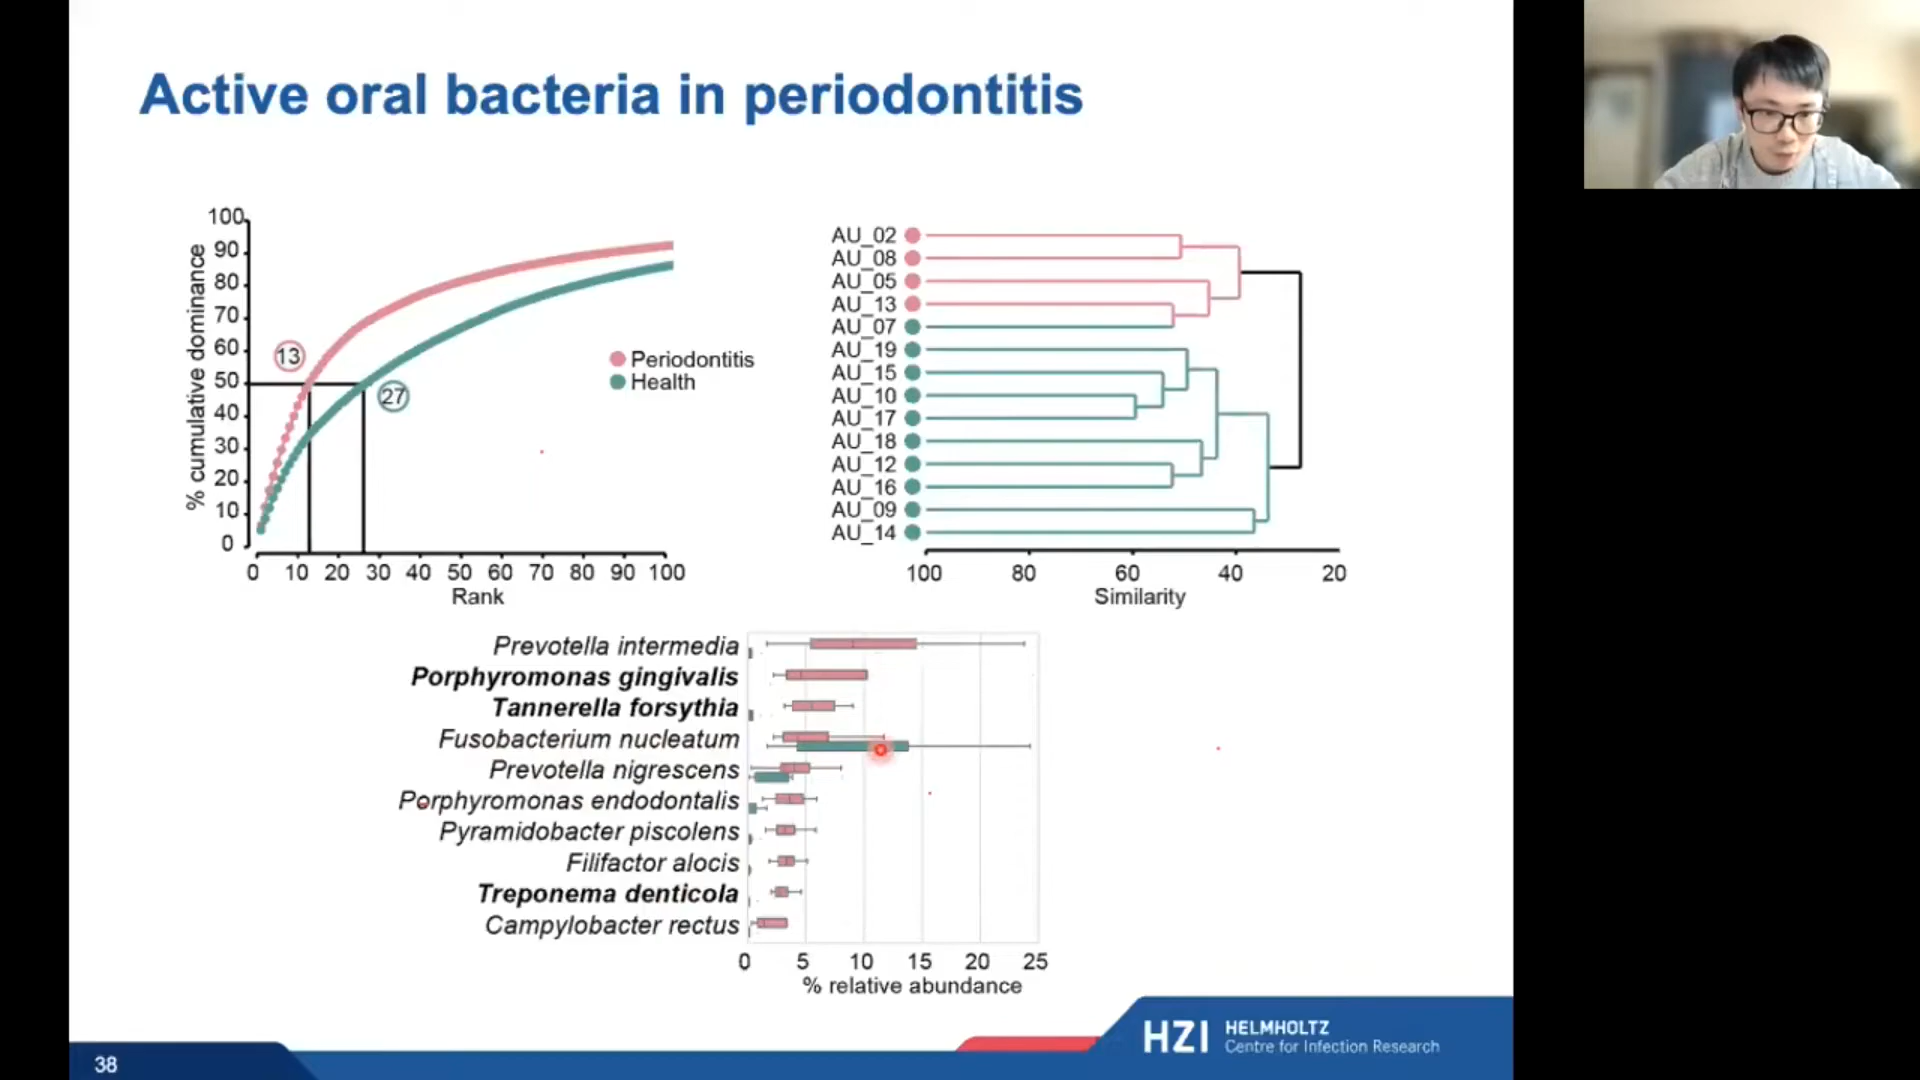 Active oral bacteria in periodontitis
% cumulative dominance
100
90
80
70
60
50
40
30
20
10
0
13
27
Periodontitis
Health
0 10 20 30 40 50 60 70 80 90 100
Rank
AU_02
AU_08
AU_05
AU_13
AU_07
AU_19
AU_15
AU_10
AU_17
AU_18
AU_12
AU_16
AU_09
AU_14
100 80 60 40 20
Similarity
Prevotella intermedia
Porphyromonas gingivalis
Tannerella forsythia
Fusobacterium nucleatum
Prevotella nigrescens
Porphyromonas endodontalis
Pyramidobacter piscolens
Filifactor alocis
Treponema denticola
Campylobacter rectus
0 5 10 15 20 25
% relative abundance
HZI HELMHOLTZ
Centre for Infection Research
38